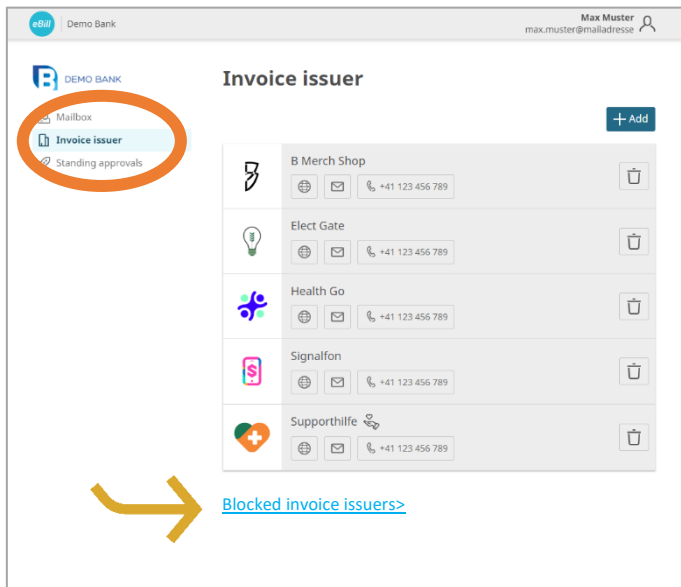 eBill
Demo Bank
Max Muster
max.muster@mailadresse
DEMO BANK
Mailbox
Invoice issuer
Standing approvals
Invoice issuer
+ Add
B Merch Shop
+41 123 456 789
Elect Gate
+41 123 456 789
Health Go
+41 123 456 789
Signalfon
+41 123 456 789
Supporthilfe
+41 123 456 789
Blocked invoice issuers>